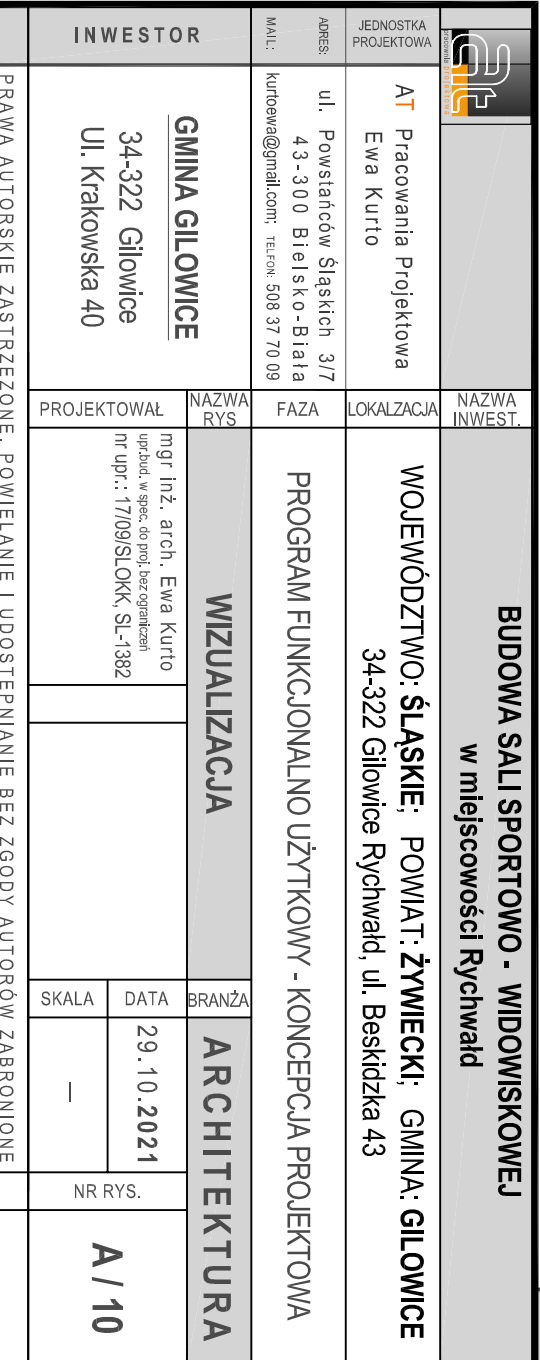 at
pracownia projektowa
NAZWA
INWEST.
BUDOWA SALI SPORTOWO - WIDOWISKOWEJ
w miejscowości Rychwałd
JEDNOSTKA
PROJEKTOWA
AT Pracowania Projektowa
Ewa Kurto
ADRES:
ul. Powstańców Śląskich 3/7
43-300 Bielsko-Biała
MAIL.:
kurtoewa@gmail.com; TELEFON: 508 37 70 09
LOKALZACJA
WOJEWÓDZTWO: ŚLĄSKIE; POWIAT: ŻYWIECKI; GMINA: GILOWICE
34-322 Gilowice Rychwałd, ul. Beskidzka 43
FAZA
PROGRAM FUNKCJONALNO UŻYTKOWY - KONCEPCJA PROJEKTOWA
INWESTOR
GMINA GILOWICE
34-322 Gilowice
Ul. Krakowska 40
NAZWA
RYS
WIZUALIZACJA
BRANŻA
ARCHITEKTURA
PROJEKTOWAŁ
mgr inż. arch. Ewa Kurto
upr.bud. w spec. do proj. bez ograniczeń
nr upr.: 17/09/SLOKK, SL-1382
DATA
29.10.2021
SKALA
–
NR RYS.
A / 10
PRAWA AUTORSKIE ZASTRZEŻONE, POWIELANIE I UDOSTĘPNIANIE BEZ ZGODY AUTORÓW ZABRONIONE